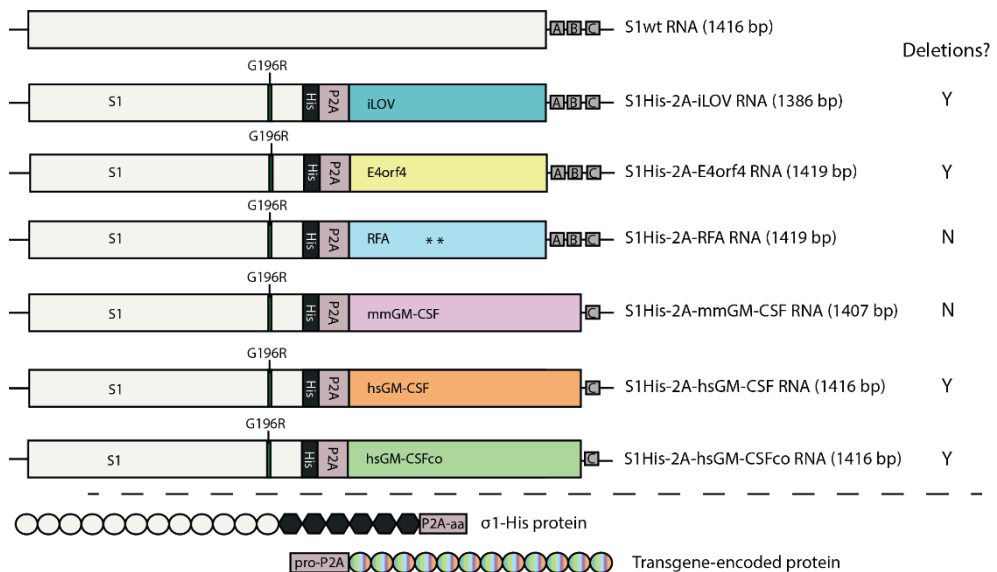 A B C S1wt RNA (1416 bp)
Deletions?
G196R
S1 His P2A iLOV A B C S1His-2A-iLOV RNA (1386 bp) Y
G196R
S1 His P2A E4orf4 A B C S1His-2A-E4orf4 RNA (1419 bp) Y
G196R
S1 His P2A RFA ** A B C S1His-2A-RFA RNA (1419 bp) N
G196R
S1 His P2A mmGM-CSF C S1His-2A-mmGM-CSF RNA (1407 bp) N
G196R
S1 His P2A hsGM-CSF C S1His-2A-hsGM-CSF RNA (1416 bp) Y
G196R
S1 His P2A hsGM-CSFco C S1His-2A-hsGM-CSFco RNA (1416 bp) Y
P2A-aa σ1-His protein
pro-P2A Transgene-encoded protein